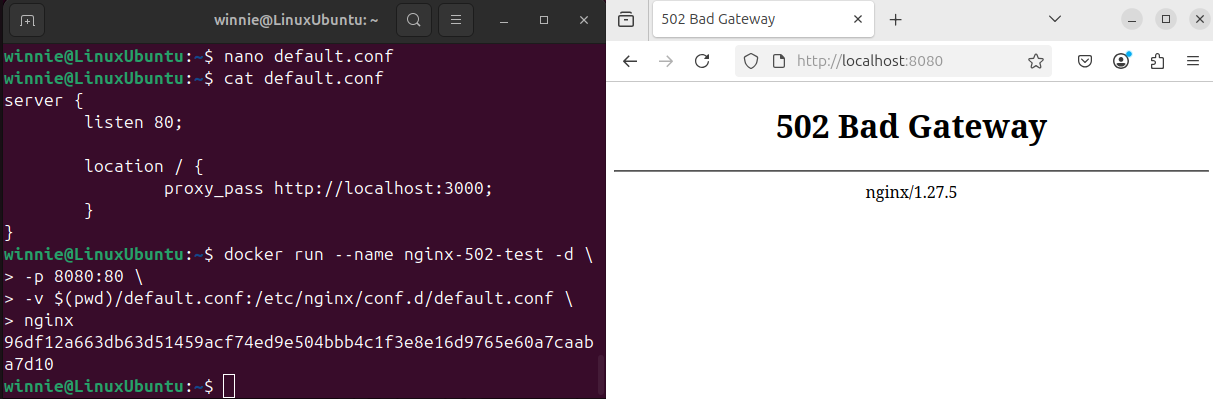 winnie@LinuxUbuntu: ~
winnie@LinuxUbuntu:~$ nano default.conf
winnie@LinuxUbuntu:~$ cat default.conf
server {
        listen 80;

        location / {
                proxy_pass http://localhost:3000;
        }
}
winnie@LinuxUbuntu:~$ docker run --name nginx-502-test -d \
> -p 8080:80 \
> -v $(pwd)/default.conf:/etc/nginx/conf.d/default.conf \
> nginx
96df12a663db63d51459acf74ed9e504bbb4c1f3e8e16d9765e60a7caab
a7d10
winnie@LinuxUbuntu:~$
502 Bad Gateway
http://localhost:8080
502 Bad Gateway
nginx/1.27.5